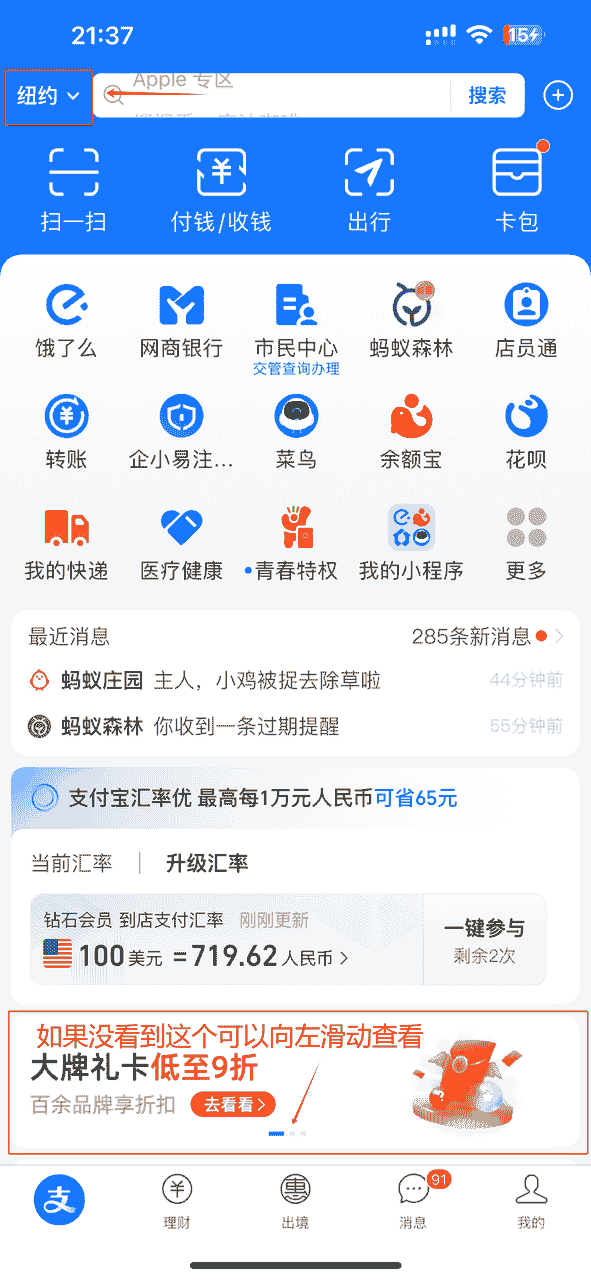 21:37
15
纽约
Apple 专区
搜索
扫一扫
付钱/收钱
出行
卡包
饿了么
网商银行
市民中心
蚂蚁森林
店员通
交管查询办理
转账
企小易注...
菜鸟
余额宝
花呗
我的快递
医疗健康
青春特权
我的小程序
更多
最近消息
285条新消息
蚂蚁庄园 主人，小鸡被捉去除草啦
44分钟前
蚂蚁森林 你收到一条过期提醒
55分钟前
支付宝汇率优 最高每1万元人民币可省65元
当前汇率
升级汇率
钻石会员 到店支付汇率 刚刚更新
100美元 =719.62人民币
一键参与
剩余2次
如果没看到这个可以向左滑动查看
大牌礼卡低至9折
百余品牌享折扣
去看看
支
理财
出境
91
消息
我的